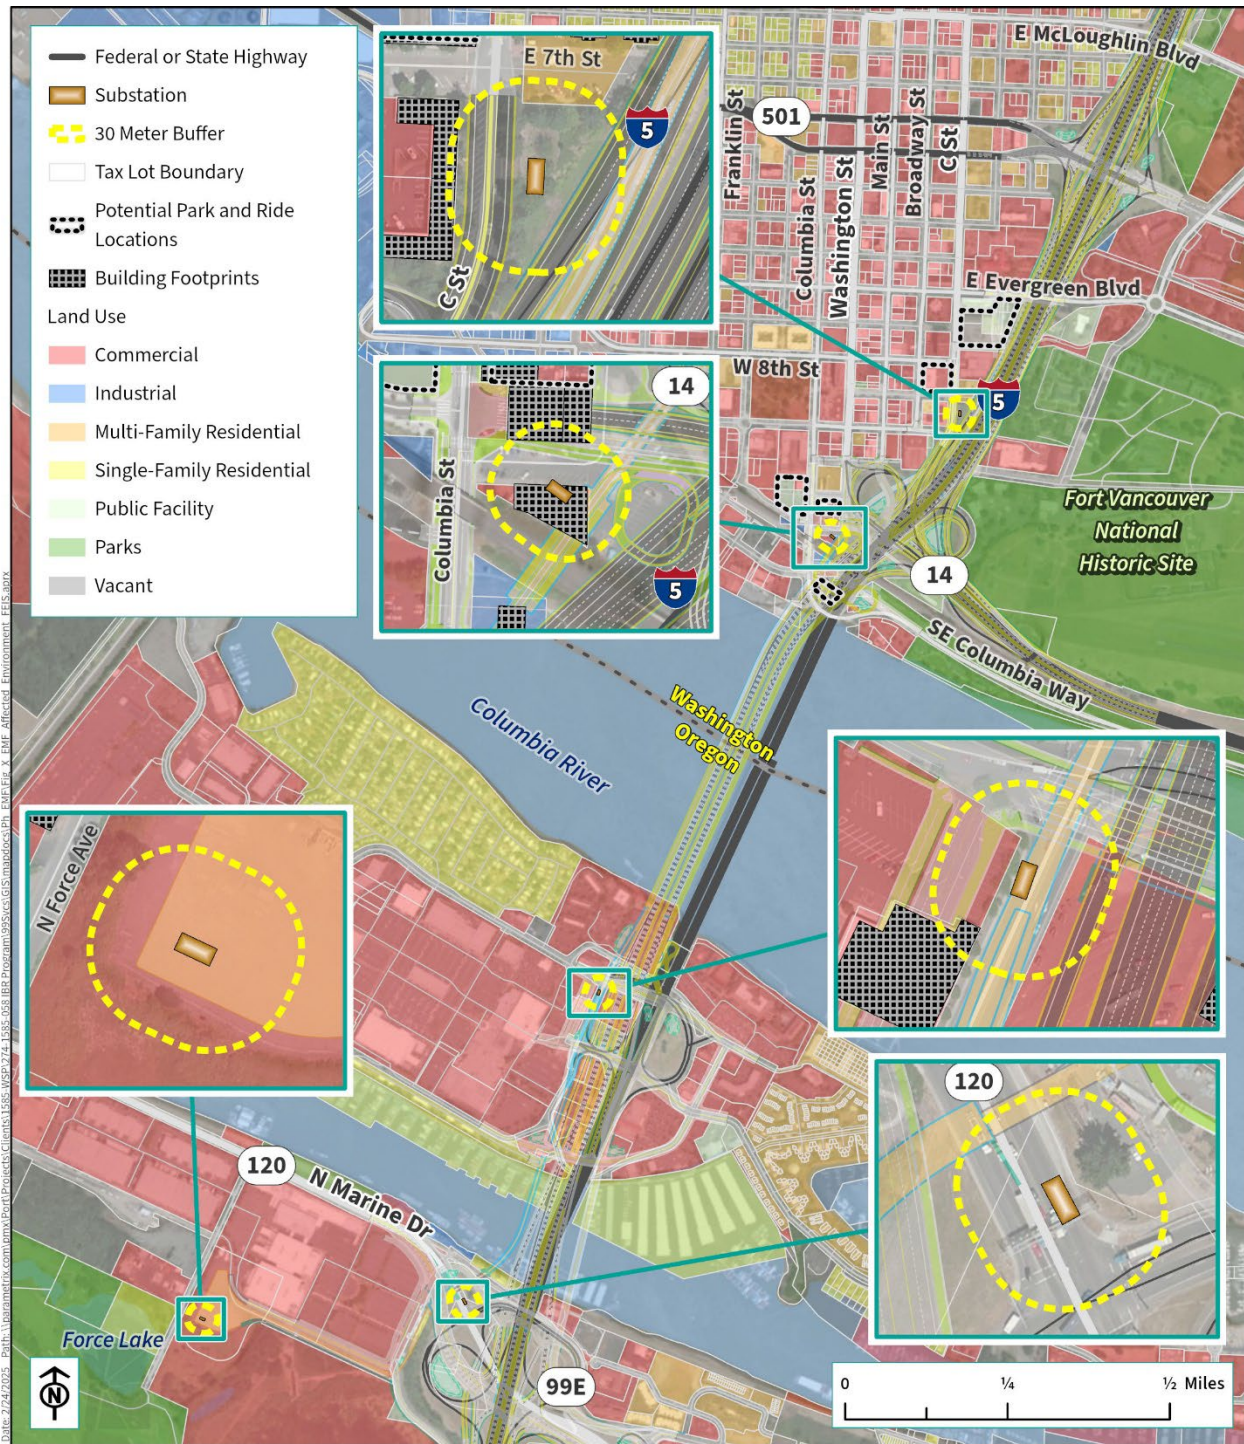 Federal or State Highway
Substation
30 Meter Buffer
Tax Lot Boundary
Potential Park and Ride
Locations
Building Footprints
Land Use
Commercial
Industrial
Multi-Family Residential
Single-Family Residential
Public Facility
Parks
Vacant
E 7th St
5
C St
14
Columbia St
5
E McLoughlin Blvd
501
Franklin St
Columbia St
Washington St
Main St
Broadway St
C St
E Evergreen Blvd
W 8th St
5
Fort Vancouver
National
Historic Site
14
SE Columbia Way
Columbia River
Washington
Oregon
N Force Ave
120
N Marine Dr
120
Force Lake
99E
N
0 ¼ ½ Miles